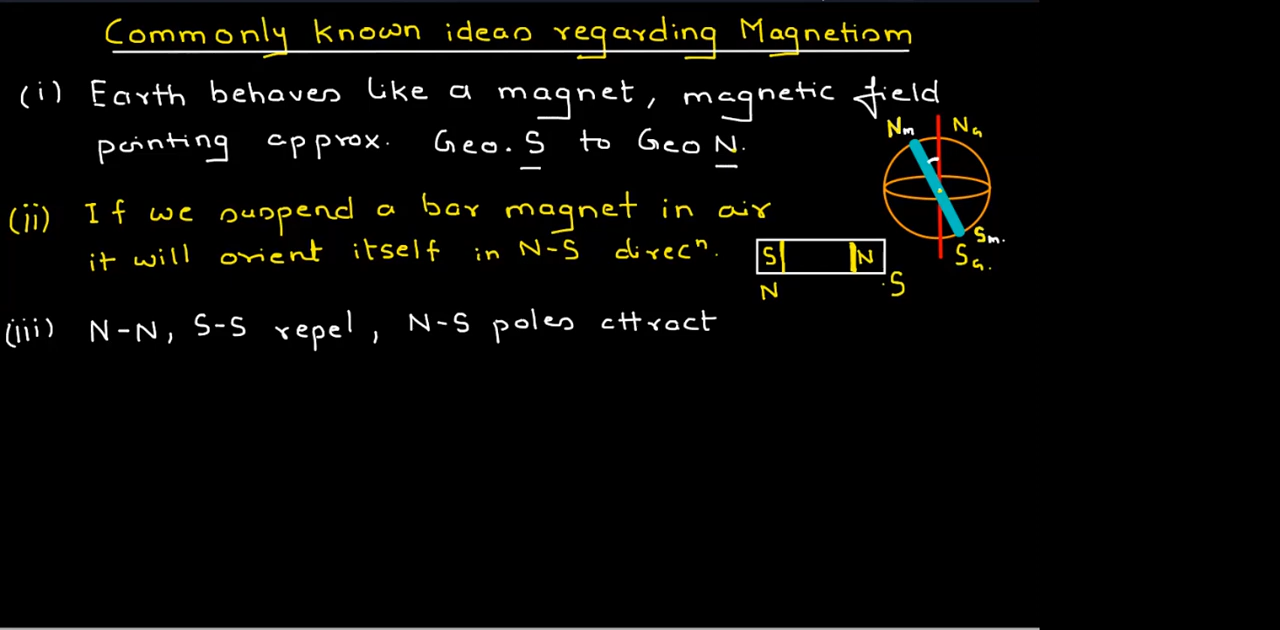 Commonly known ideas regarding Magnetism
(i) Earth behaves like a magnet, magnetic field
pointing approx. Geo. S to Geo N.
Nm NG
Sm.
SG.
(ii) If we suspend a bar magnet in air
it will orient itself in N-S direcⁿ.
S N
N S
(iii) N-N, S-S repel, N-S poles attract